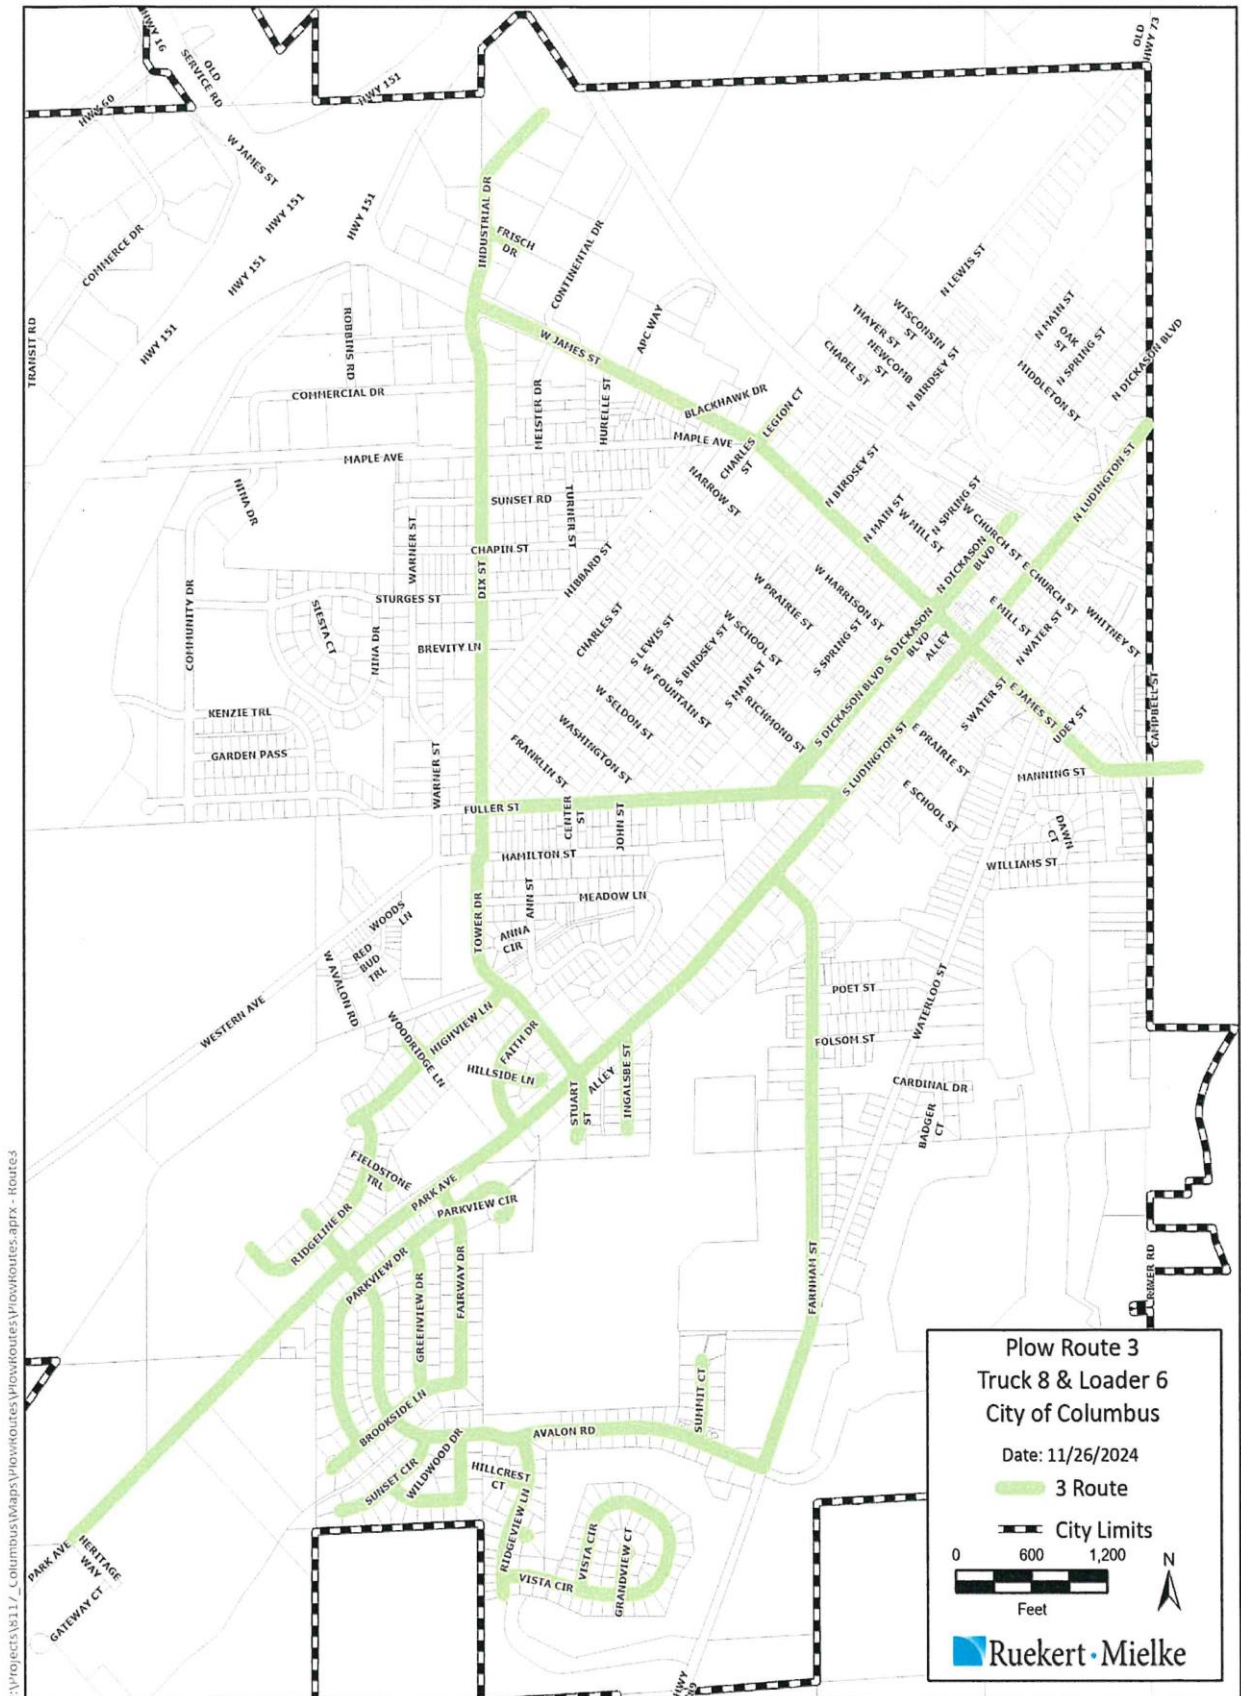 HWY 16
OLD
SERVICE RD
HWY 151
HWY 60
W JAMES ST
OLD
HWY 73
HWY 151
HWY 151
HWY 151
HWY 151
COMMERCE DR
TRANSIT RD
INDUSTRIAL DR
FRISCH
DR
CONTINENTAL DR
APC WAY
W JAMES ST
ROBBINS RD
COMMERCIAL DR
MEISTER DR
HURELLE ST
BLACKHAWK DR
LEGION CT
CHARLES
ST
MAPLE AVE
MAPLE AVE
N LEWIS ST
WISCONSIN
ST
THAYER ST
NEWCOMB
ST
CHAPEL ST
N BIRDSEY ST
N MAIN ST
OAK
ST
N SPRING ST
MIDDLETON ST
N DICKASON BLVD
N LUDINGTON ST
NINA DR
SUNSET RD
TURNER ST
NARROW ST
N BIRDSEY ST
N MAIN ST
W MILL ST
N SPRING ST
W CHURCH ST
N DICKASON
BLVD
E CHURCH ST
WARNER ST
CHAPIN ST
DIX ST
HIBBARD ST
STURGES ST
COMMUNITY DR
SIESTA CT
NINA DR
BREVITY LN
CHARLES ST
S LEWIS ST
S BIRDSEY ST
W FOUNTAIN ST
W PRAIRIE ST
W SCHOOL ST
S MAIN ST
W HARRISON ST
S SPRING ST
S DICKASON
BLVD
ALLEY
E MILL ST
N WATER ST
WHITNEY ST
CAMPBELL ST
KENZIE TRL
GARDEN PASS
WARNER ST
W SELDON ST
WASHINGTON ST
FRANKLIN ST
RICHMOND ST
S DICKASON BLVD
S LUDINGTON ST
S WATER ST
E JAMES ST
UDEY ST
E PRAIRIE ST
E SCHOOL ST
MANNING ST
DAWN
CT
WILLIAMS ST
FULLER ST
CENTER
ST
JOHN ST
HAMILTON ST
ANN ST
MEADOW LN
TOWER DR
ANNA
CIR
WOODS
LN
RED
BUD
TRL
W AVALON RD
WESTERN AVE
WOODRIDGE LN
HIGHVIEW LN
FAITH DR
HILLSIDE LN
STUART
ST
ALLEY
INGALSBE ST
POET ST
FOLSOM ST
WATERLOO ST
CARDINAL DR
BADGER
CT
FIELDSTONE
TRL
PARK AVE
PARKVIEW CIR
RIDGELINE DR
PARKVIEW DR
GREENVIEW DR
FAIRWAY DR
FARNHAM ST
RIVER RD
BROOKSIDE LN
SUMMIT CT
AVALON RD
SUNSET CIR
WILDWOOD DR
HILLCREST
CT
RIDGEVIEW LN
VISTA CIR
VISTA CIR
GRANDVIEW CT
PARK AVE
HERITAGE
WAY
GATEWAY CT
Plow Route 3
Truck 8 & Loader 6
City of Columbus
Date: 11/26/2024
3 Route
City Limits
0 600 1,200
Feet
N
Ruekert · Mielke